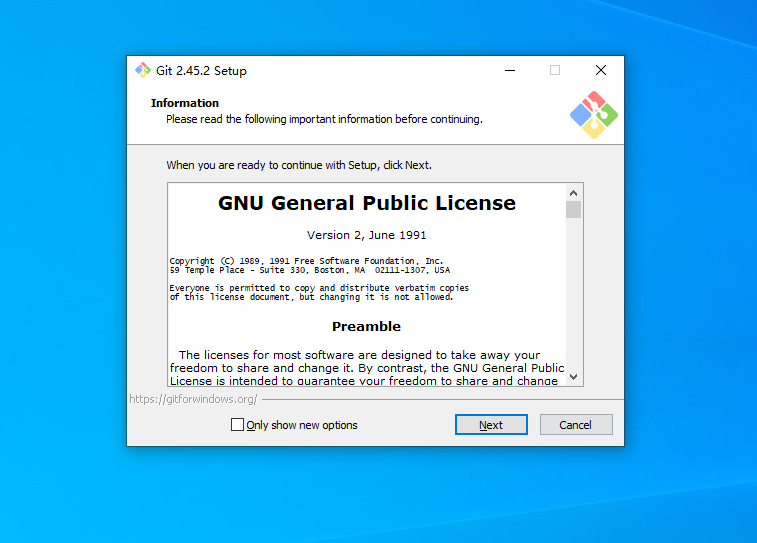 Git 2.45.2 Setup
Information
Please read the following important information before continuing.
When you are ready to continue with Setup, click Next.
GNU General Public License
Version 2, June 1991
Copyright (C) 1989, 1991 Free Software Foundation, Inc.
59 Temple Place - Suite 330, Boston, MA  02111-1307, USA
Everyone is permitted to copy and distribute verbatim copies
of this license document, but changing it is not allowed.
Preamble
The licenses for most software are designed to take away your
freedom to share and change it. By contrast, the GNU General Public
License is intended to guarantee your freedom to share and change
https://gitforwindows.org/
Only show new options
Next
Cancel